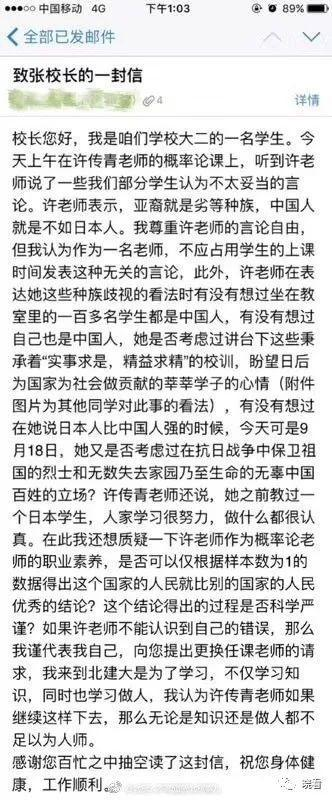 中国移动 4G 下午1:03 89%
全部已发邮件
致张校长的一封信
4 详情
校长您好，我是咱们学校大二的一名学生。今
天上午在许传青老师的概率论课上，听到许老
师说了一些我们部分学生认为不太妥当的言
论。许老师表示，亚裔就是劣等种族，中国人
就是不如日本人。我尊重许老师的言论自由，
但我认为作为一名老师，不应占用学生的上课
时间发表这种无关的言论，此外，许老师在表
达她这些种族歧视的看法时有没有想过坐在教
室里的一百多名学生都是中国人，有没有想过
自己也是中国人，她是否考虑过讲台下这些秉
承着“实事求是，精益求精”的校训，盼望日后
为国家为社会做贡献的莘莘学子的心情（附件
图片为其他同学对此事的看法），有没有想过
在她说日本人比中国人强的时候，今天可是9
月18日，她又是否考虑过在抗日战争中保卫祖
国的烈士和无数失去家园乃至生命的无辜中国
百姓的立场？许传青老师还说，她之前教过一
个日本学生，人家学习很努力，做什么都很认
真。在此我还想质疑一下许老师作为概率论老
师的职业素养，是否可以仅根据样本数为1的
数据得出这个国家的人民就比别的国家的人民
优秀的结论？这个结论得出的过程是否科学严
谨？如果许老师不能认识到自己的错误，那么
我谨代表我自己，向您提出更换任课老师的请
求，我来到北建大是为了学习，不仅学习知
识，同时也学习做人，我认为许传青老师如果
继续这样下去，那么无论是知识还是做人都不
足以为人师。
感谢您百忙之中抽空读了这封信，祝您身体健
康，工作顺利。
皖看